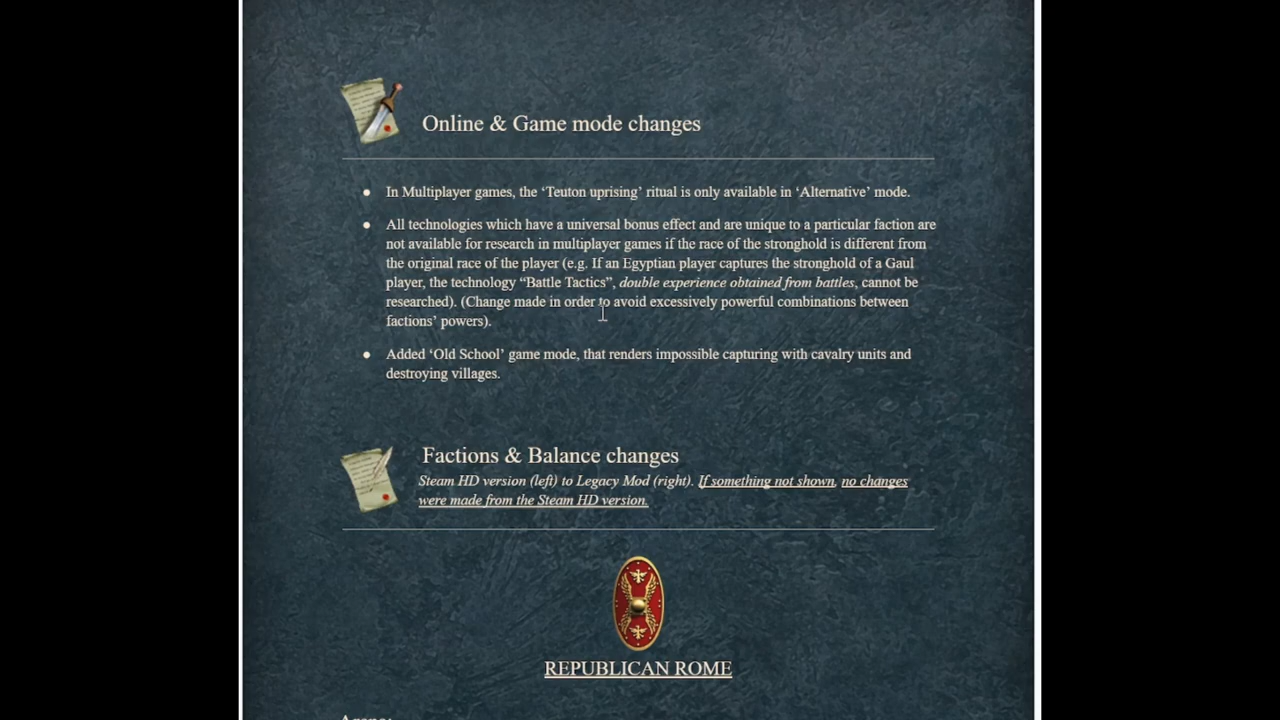 Online & Game mode changes
● In Multiplayer games, the ‘Teuton uprising’ ritual is only available in ‘Alternative’ mode.
● All technologies which have a universal bonus effect and are unique to a particular faction are
not available for research in multiplayer games if the race of the stronghold is different from
the original race of the player (e.g. If an Egyptian player captures the stronghold of a Gaul
player, the technology “Battle Tactics”, double experience obtained from battles, cannot be
researched). (Change made in order to avoid excessively powerful combinations between
factions’ powers).
● Added ‘Old School’ game mode, that renders impossible capturing with cavalry units and
destroying villages.
Factions & Balance changes
Steam HD version (left) to Legacy Mod (right). If something not shown, no changes
were made from the Steam HD version.
REPUBLICAN ROME